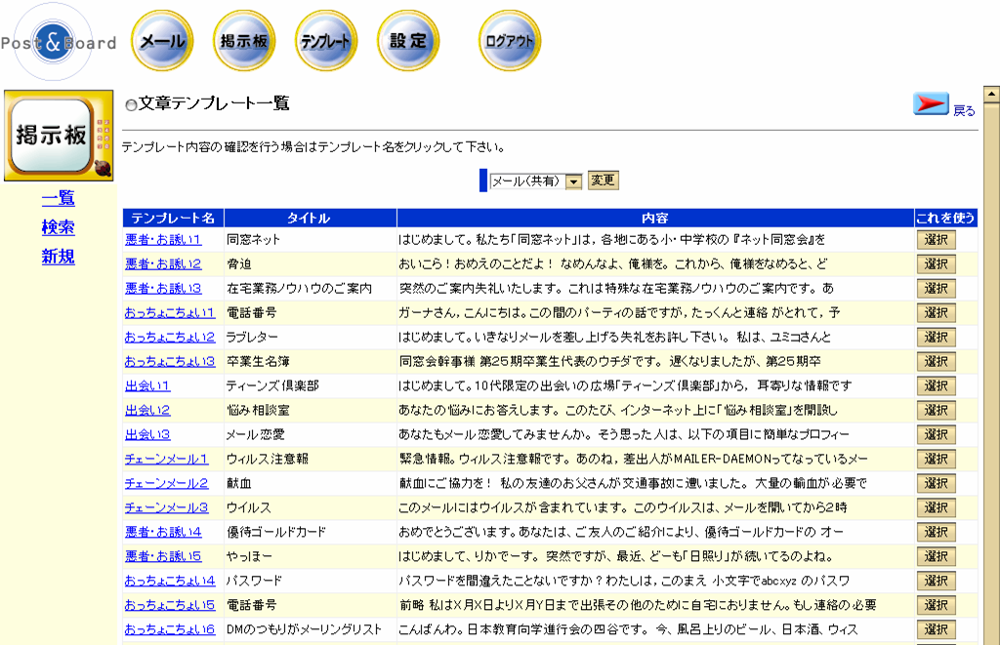 Post&Board
メール 掲示板 テンプレート 設定 ログアウト
掲示板
一覧
検索
新規
文章テンプレート一覧
戻る
テンプレート内容の確認を行う場合はテンプレート名をクリックして下さい。
メール(共有) 変更
テンプレート名 タイトル 内容 これを使う
悪者・お誘い1 同窓ネット はじめまして。私たち「同窓ネット」は，各地にある小・中学校の『ネット同窓会』を 選択
悪者・お誘い2 脅迫 おいこら！おめえのことだよ！ なめんなよ、俺様を。これから、俺様をなめると、ど 選択
悪者・お誘い3 在宅業務ノウハウのご案内 突然のご案内失礼いたします。これは特殊な在宅業務ノウハウのご案内です。 あ 選択
おっちょこちょい1 電話番号 ガーナさん，こんにちは。この間のパーティの話ですが，たっくんと連絡 がとれて，予 選択
おっちょこちょい2 ラブレター はじめまして。いきなりメールを差し上げる失礼をお許し下さい。 私は、ユミコさんと 選択
おっちょこちょい3 卒業生名簿 同窓会幹事様 第25期卒業生代表のウチダです。 遅くなりましたが、第25期卒 選択
出会い1 ティーンズ倶楽部 はじめまして。10代限定の出会いの広場「ティーンズ倶楽部」から， 耳寄りな情報です 選択
出会い2 悩み相談室 あなたの悩みにお答えします。このたび、インターネット上に「悩み相談室」を開設し 選択
出会い3 メール恋愛 あなたもメール恋愛してみませんか。 そう思った人は、以下の項目に簡単なプロフィー 選択
チェーンメール1 ウィルス注意報 緊急情報。ウィルス注意報です。 あのね，差出人がMAILER-DAEMONってなっているメー 選択
チェーンメール2 献血 献血にご協力を！ 私の友達のお父さんが交通事故に遭いました。 大量の輸血が必要で 選択
チェーンメール3 ウイルス このメールにはウイルスが含まれています。このウイルスは、メールを開いてから2時 選択
悪者・お誘い4 優待ゴールドカード おめでとうございます。あなたは、ご友人のご紹介により、優待ゴールドカードの オー 選択
悪者・お誘い5 やっほー はじめまして、りかでーす。 突然ですが、最近、どーも「日照り」が続いてるのよね。 選択
おっちょこちょい4 パスワード パスワードを間違えたことないですか？わたしは，このまえ 小文字でabcxyz のパスワ 選択
おっちょこちょい5 電話番号 前略 私はX月X日よりX月Y日まで出張その他のために自宅におりません。もし連絡の必要 選択
おっちょこちょい6 DMのつもりがメーリングリスト こんばんわ。日本教育向学進行会の四谷です。 今、風呂上りのビール、日本酒、ウィス 選択